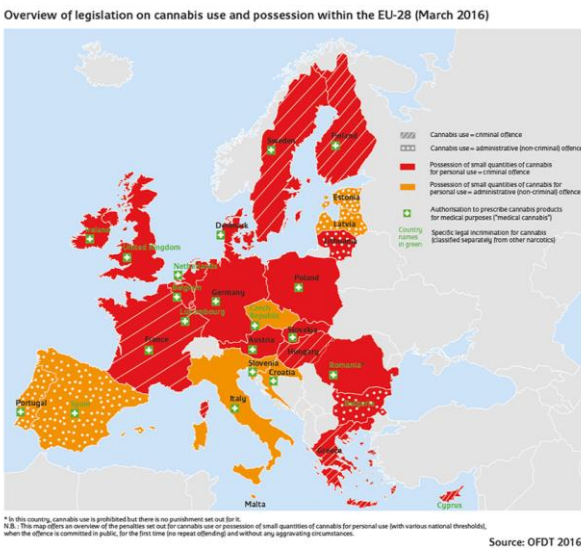 Overview of legislation on cannabis use and possession within the EU-28 (March 2016)
Cannabis use = criminal offence
Cannabis use = administrative (non-criminal) offence
Possession of small quantities of cannabis
for personal use = criminal offence
Possession of small quantities of cannabis for
personal use = administrative (non-criminal) offence
Authorisation to prescribe cannabis products
for medical purposes ("medical cannabis")
Country
names
in green
Specific legal incrimination for cannabis
(classified separately from other narcotics)
Sweden
Finland
Estonia
Latvia
Lithuania
Denmark
Ireland
United Kingdom
Netherlands
Belgium
Germany
Poland
Luxembourg
Czech
Republic
Slovakia
France
Austria
Hungary
Slovenia
Croatia
Romania
Bulgaria
Portugal
Spain
Italy
Greece
Malta
Cyprus
* In this country, cannabis use is prohibited but there is no punishment set out for it.
N.B. : This map offers an overview of the penalties set out for cannabis use or possession of small quantities of cannabis for personal use (with various national thresholds),
when the offence is committed in public, for the first time (no repeat offending) and without any aggravating circumstances.
Source: OFDT 2016